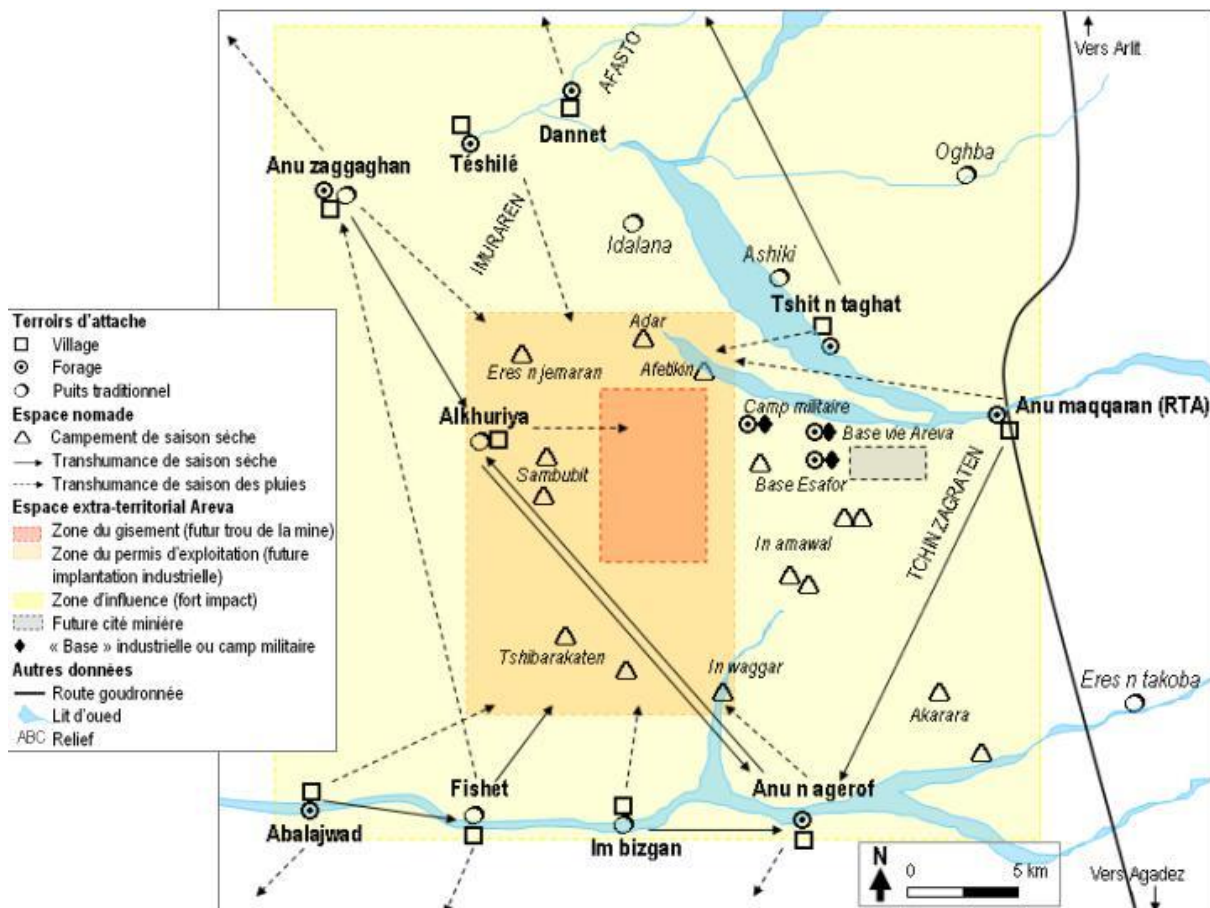 Vers Arlit
AFASTO
Dannet
Téshilé
Oghba
Anu zaggaghan
IMURAREN
Idalana
Ashiki
Tshit n taghat
Adar
Eres n jemaran
Afetikin
Alkhuriya
Camp militaire
Anu maqqaran (RTA)
Base vie Areva
Sambubit
Base Esafor
TCHIN ZAGRATEN
In amawal
Tshibarakaten
In waggar
Akarara
Eres n takoba
Fishet
Anu n agerof
Abalajwad
Im bizgan
N
0 5 km
Vers Agadez
Terroirs d'attache
Village
Forage
Puits traditionnel
Espace nomade
Campement de saison sèche
Transhumance de saison sèche
Transhumance de saison des pluies
Espace extra-territorial Areva
Zone du gisement (futur trou de la mine)
Zone du permis d'exploitation (future
implantation industrielle)
Zone d'influence (fort impact)
Future cité minière
« Base » industrielle ou camp militaire
Autres données
Route goudronnée
Lit d'oued
ABC Relief